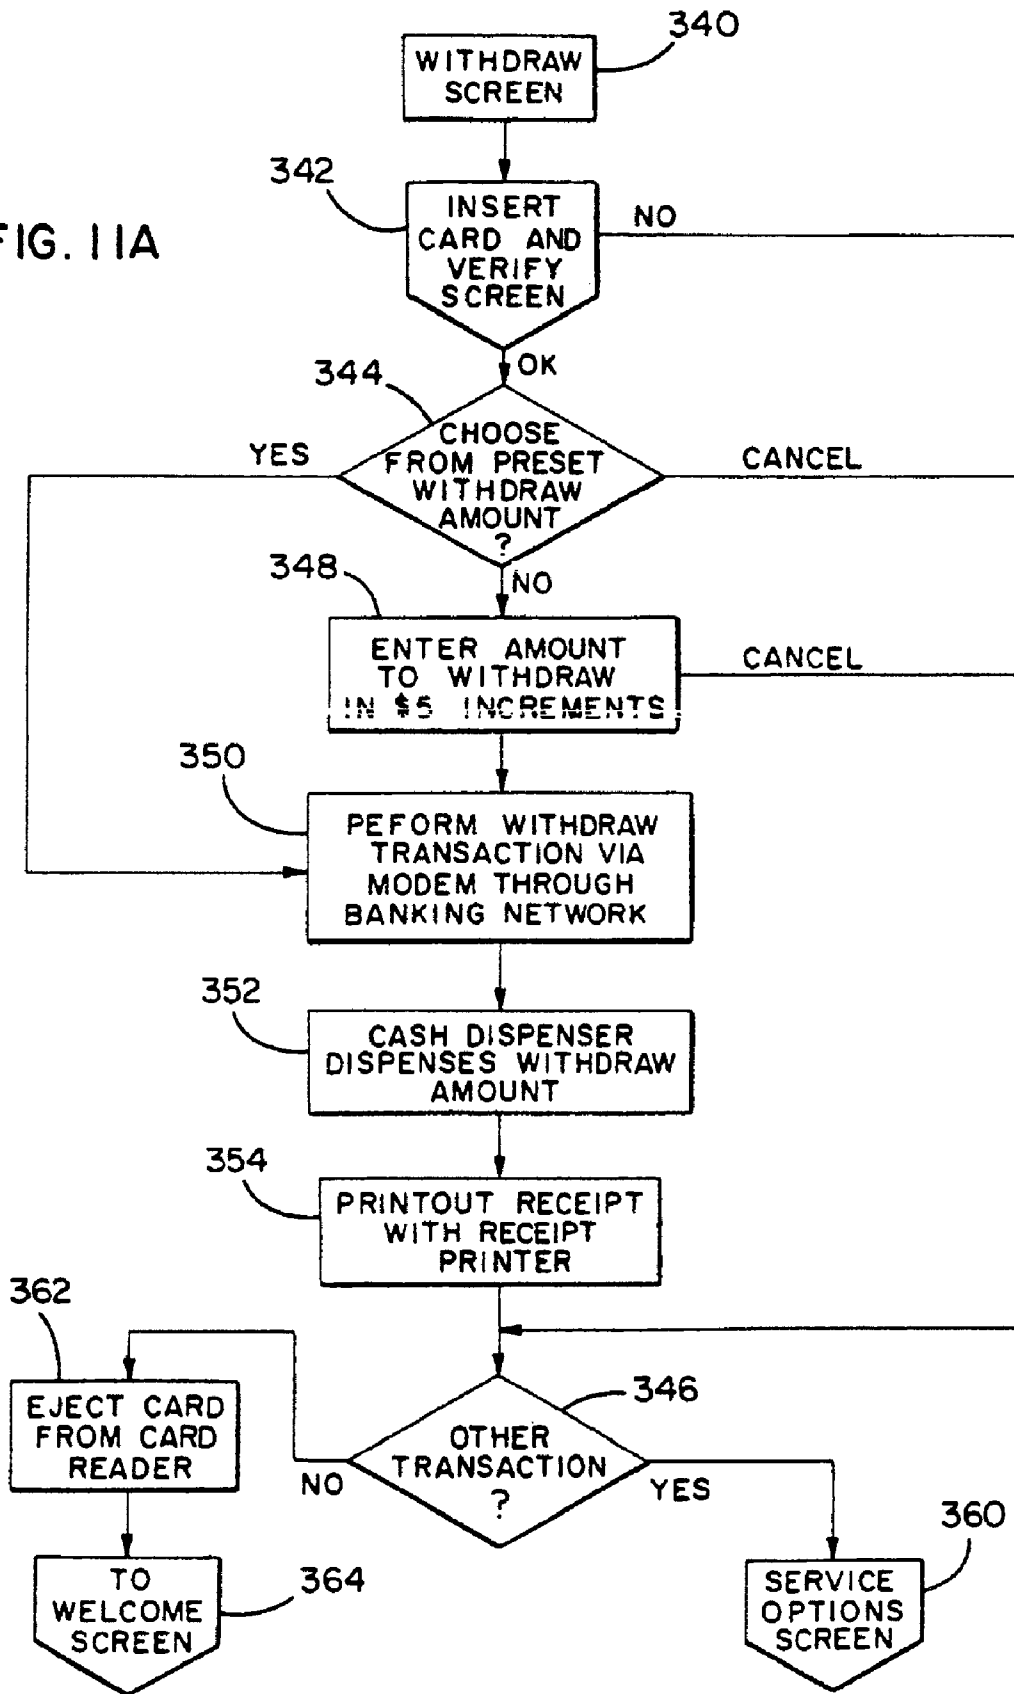 340
WITHDRAW
SCREEN
342
FIG. 11A
INSERT
CARD AND
VERIFY
SCREEN
NO
OK
344
CHOOSE
FROM PRESET
WITHDRAW
AMOUNT
?
YES
CANCEL
NO
348
ENTER AMOUNT
TO WITHDRAW
IN $5 INCREMENTS
CANCEL
350
PEFORM WITHDRAW
TRANSACTION VIA
MODEM THROUGH
BANKING NETWORK
352
CASH DISPENSER
DISPENSES WITHDRAW
AMOUNT
354
PRINTOUT RECEIPT
WITH RECEIPT
PRINTER
362
EJECT CARD
FROM CARD
READER
346
OTHER
TRANSACTION
?
NO
YES
360
TO
WELCOME
SCREEN
364
SERVICE
OPTIONS
SCREEN